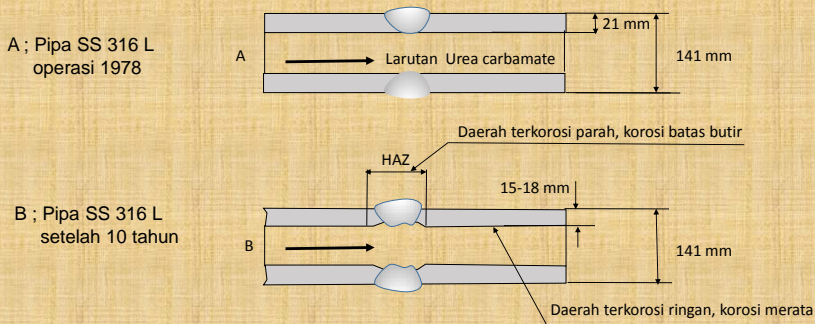 A ; Pipa SS 316 L
operasi 1978
A
Larutan Urea carbamate
21 mm
141 mm
Daerah terkorosi parah, korosi batas butir
HAZ
15-18 mm
B ; Pipa SS 316 L
setelah 10 tahun
B
141 mm
Daerah terkorosi ringan, korosi merata